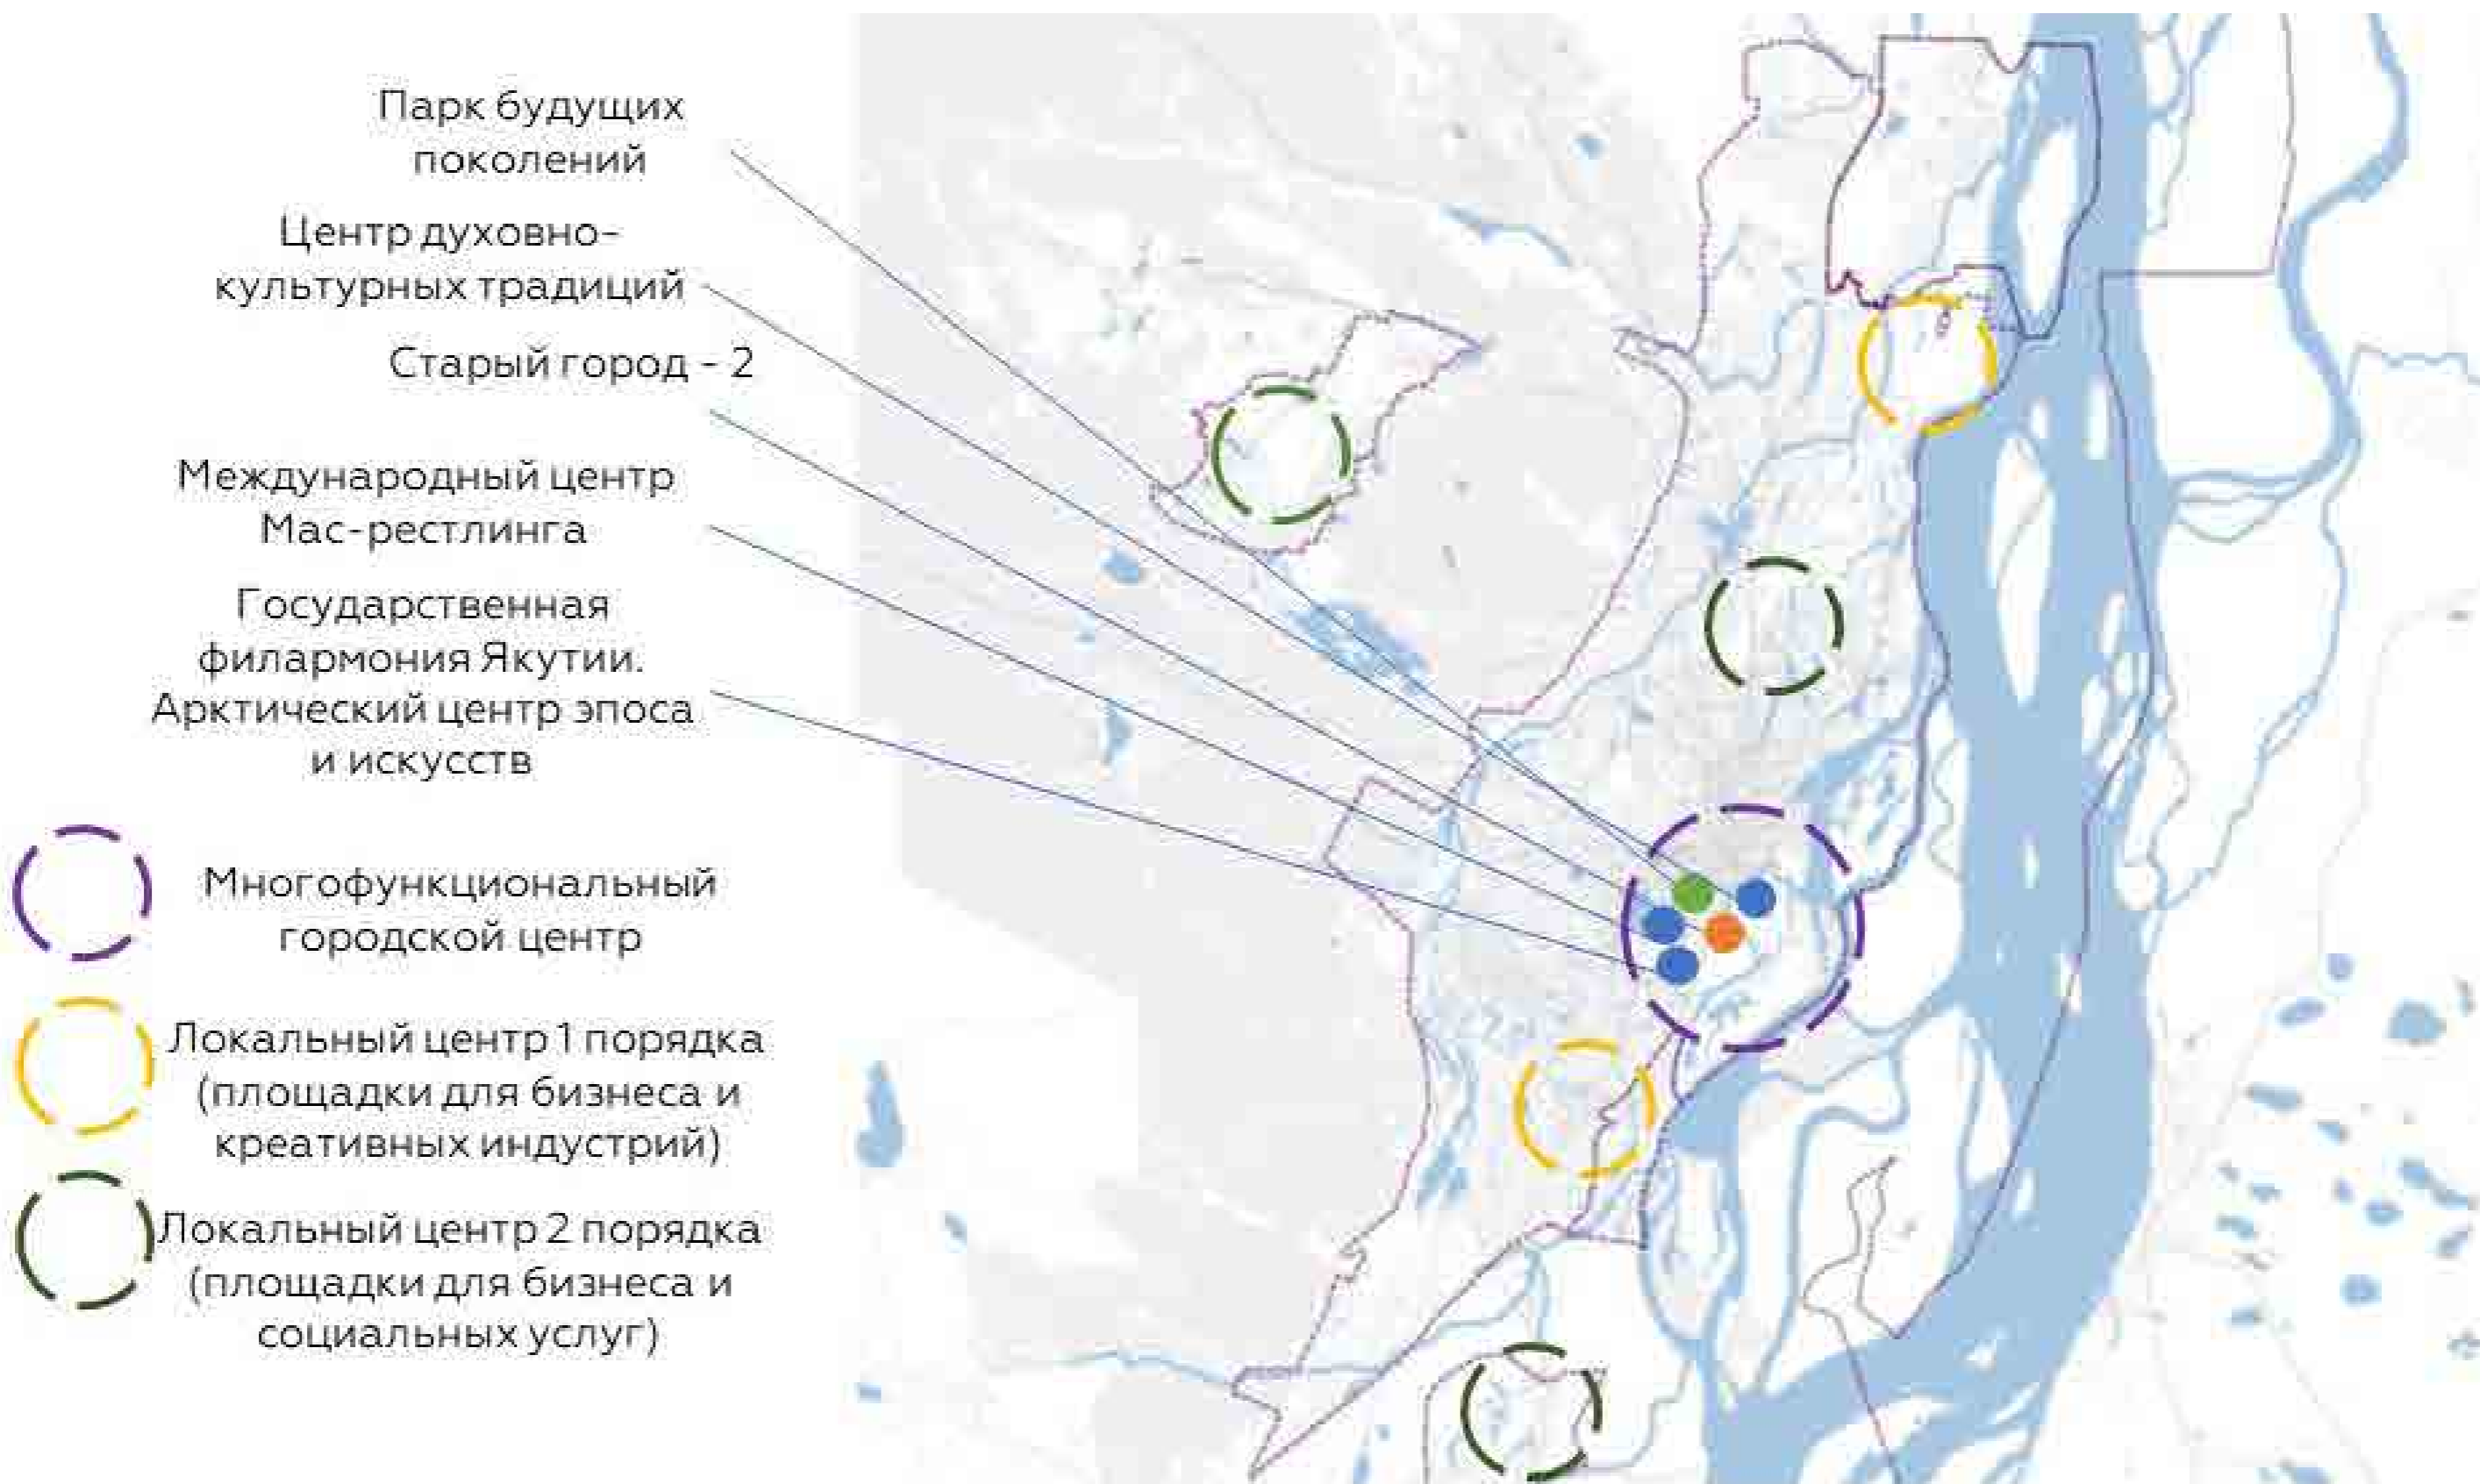 Парк будущих
поколений
Центр духовно-
культурных традиций
Старый город - 2
Международный центр
Мас-рестлинга
Государственная
филармония Якутии.
Арктический центр эпоса
и искусств
Многофункциональный
городской центр
Локальный центр 1 порядка
(площадки для бизнеса и
креативных индустрий)
Локальный центр 2 порядка
(площадки для бизнеса и
социальных услуг)